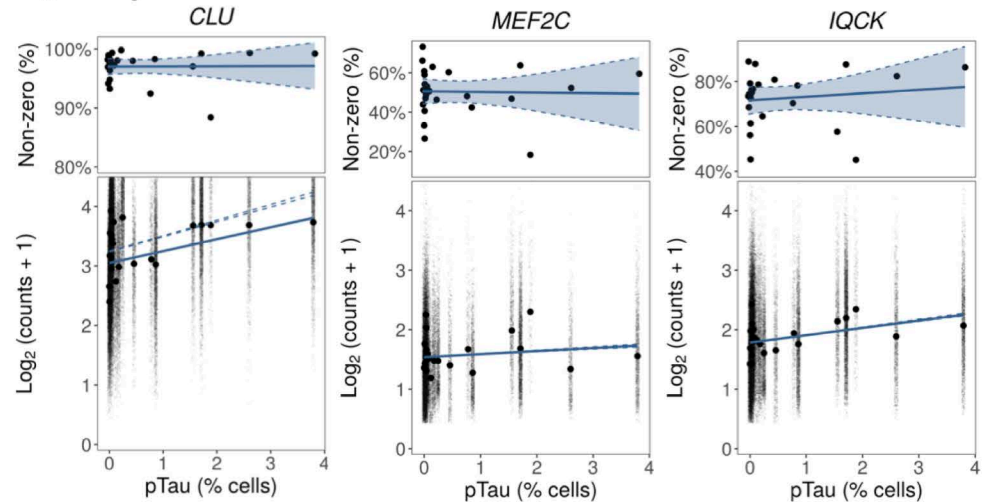 CLU
MEF2C
IQCK
Non-zero (%)
100%
90%
80%
Non-zero (%)
60%
40%
20%
Non-zero (%)
80%
60%
40%
Log2 (counts + 1)
4
3
2
1
0
Log2 (counts + 1)
4
3
2
1
0
Log2 (counts + 1)
4
3
2
1
0
0 1 2 3 4
0 1 2 3 4
0 1 2 3 4
pTau (% cells)
pTau (% cells)
pTau (% cells)